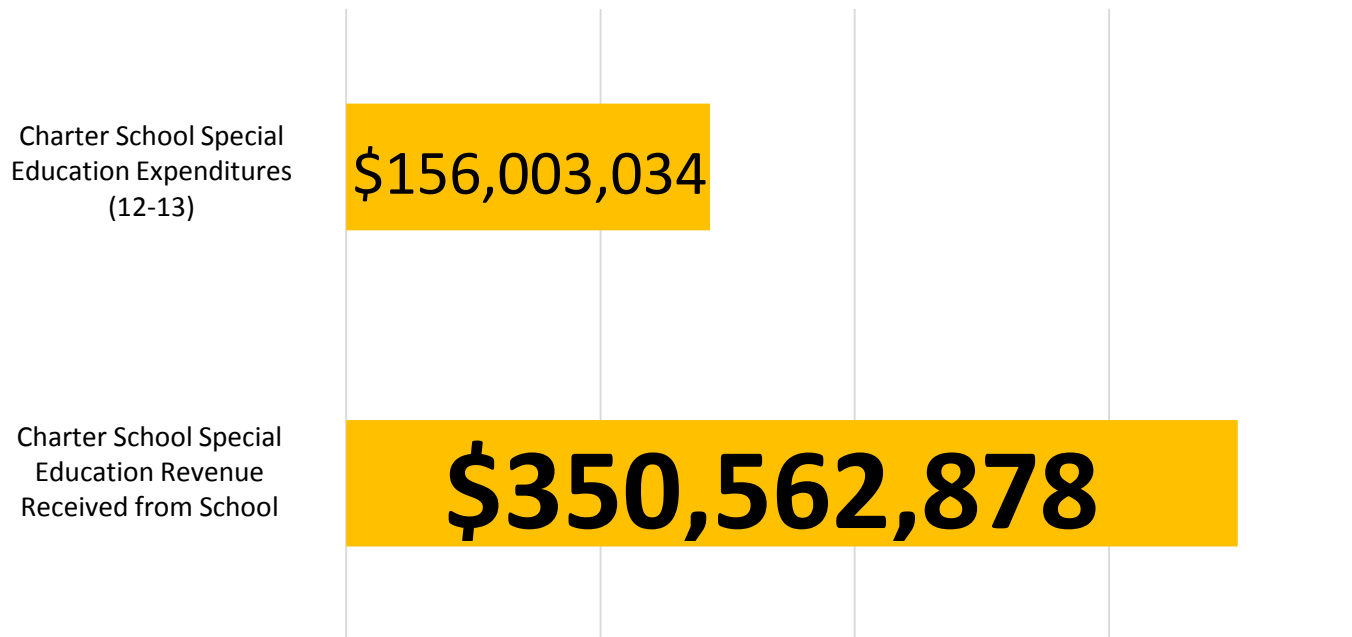 Charter School Special
Education Expenditures
(12-13)
$156,003,034
Charter School Special
Education Revenue
Received from School
$350,562,878